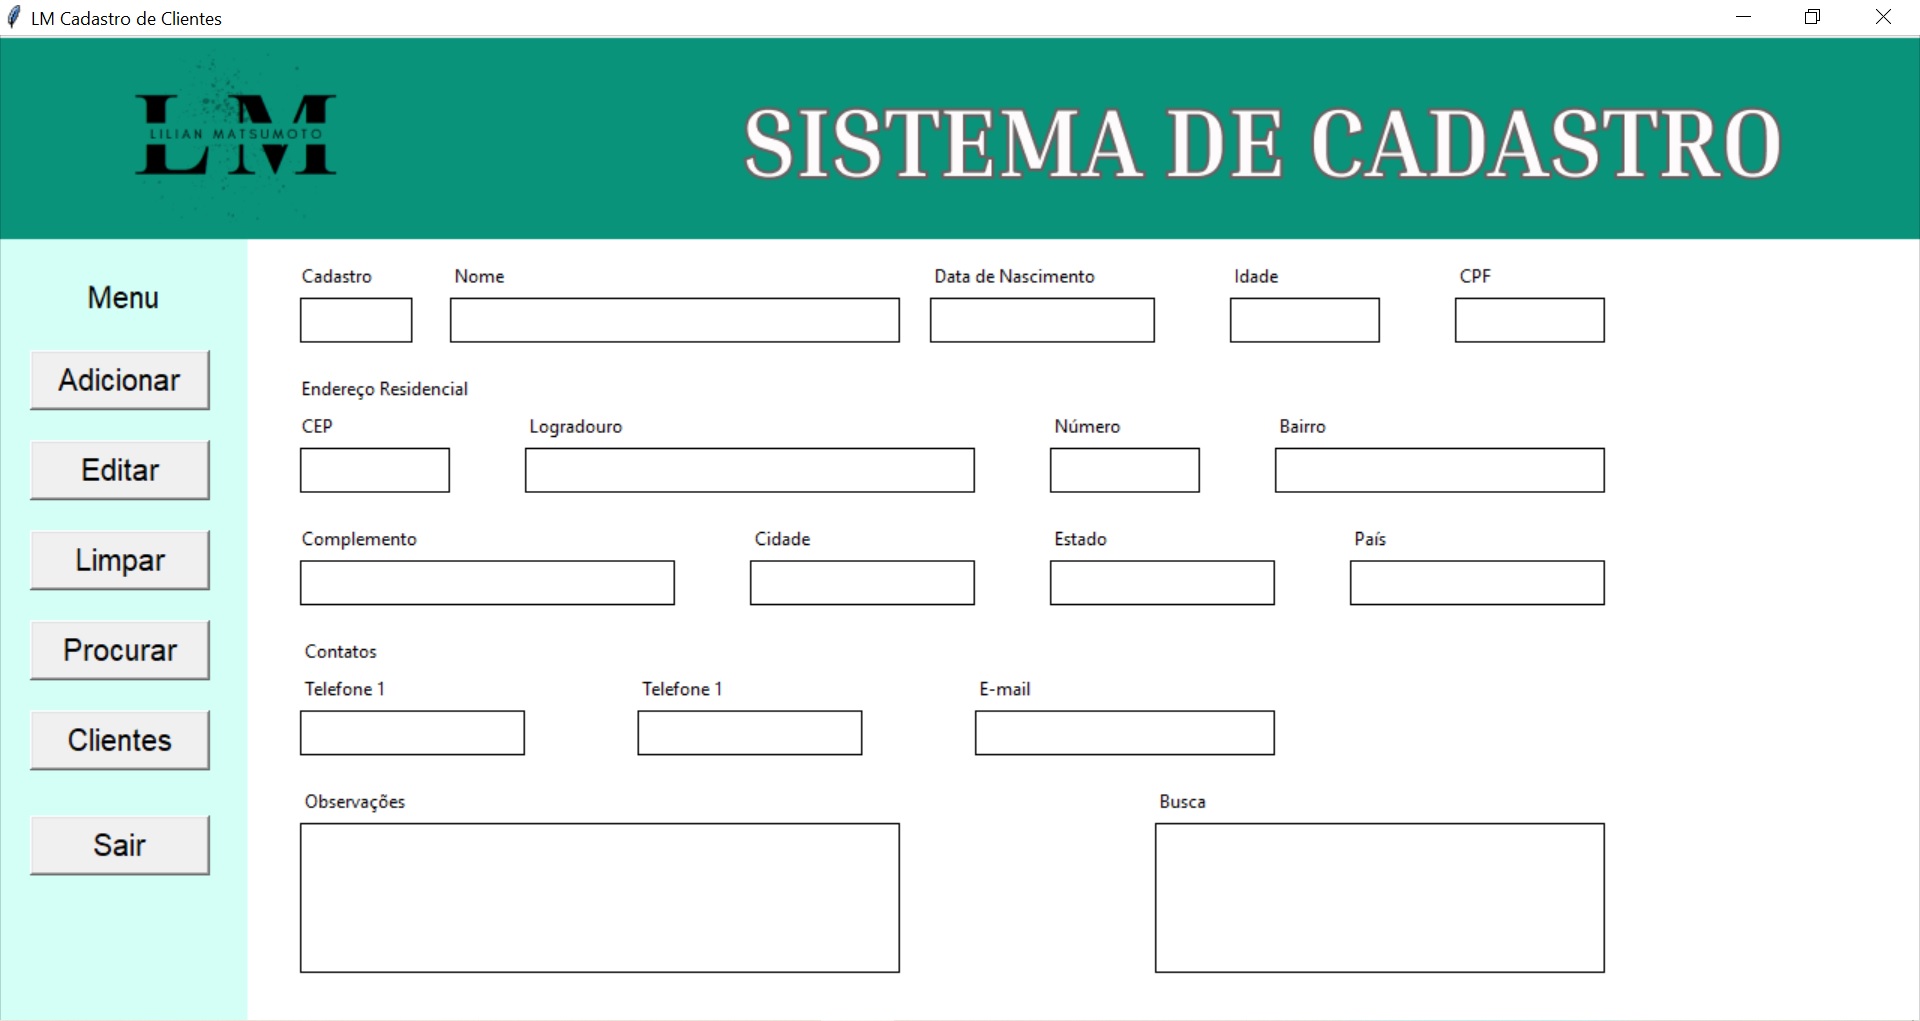 LM Cadastro de Clientes
LM
LILIAN MATSUMOTO
SISTEMA DE CADASTRO
Menu
Adicionar
Editar
Limpar
Procurar
Clientes
Sair
Cadastro Nome Data de Nascimento Idade CPF
Endereço Residencial
CEP Logradouro Número Bairro
Complemento Cidade Estado País
Contatos
Telefone 1 Telefone 1 E-mail
Observações Busca